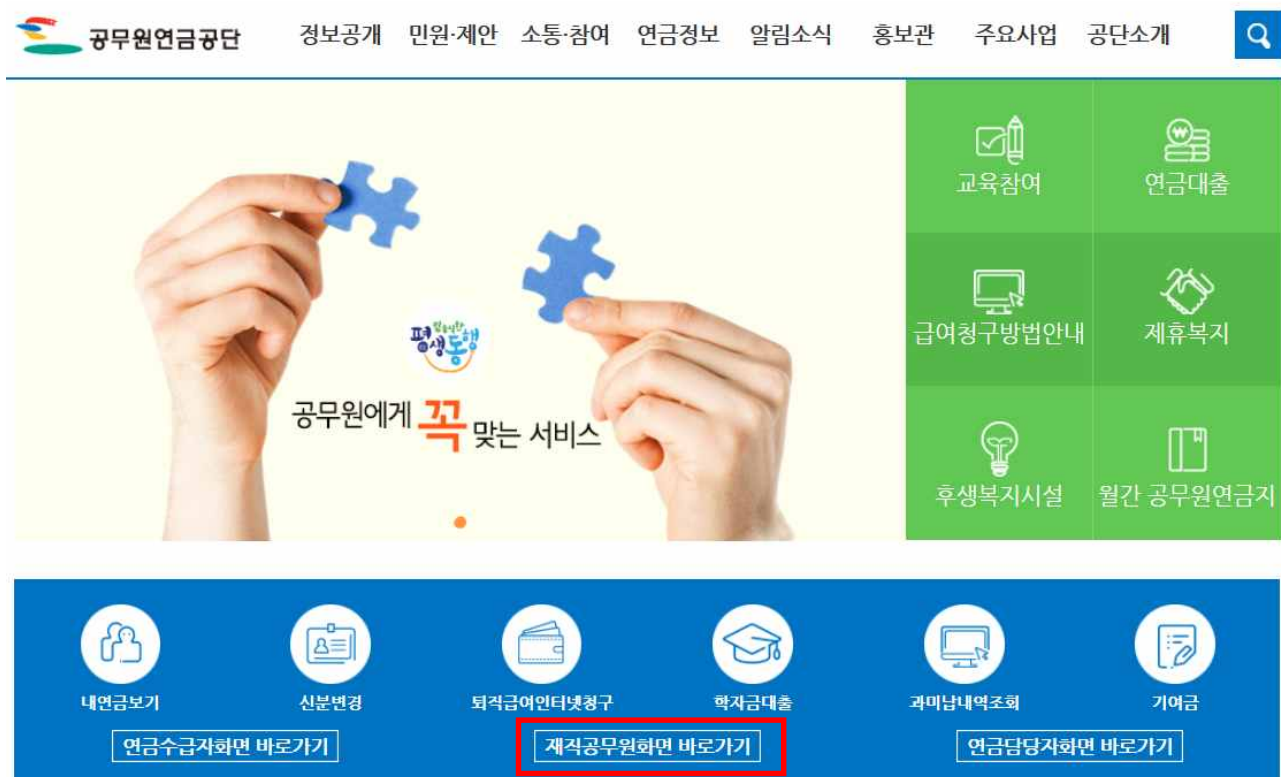 공무원연금공단
정보공개 민원·제안 소통·참여 연금정보 알림소식 홍보관 주요사업 공단소개
교육참여 연금대출
급여청구방법안내 제휴복지
후생복지시설 월간 공무원연금지
평생동행
공무원에게 꼭 맞는 서비스
내연금보기 신분변경 퇴직급여인터넷청구 학자금대출 과미납내역조회 기여금
연금수급자화면 바로가기 재직공무원화면 바로가기 연금담당자화면 바로가기